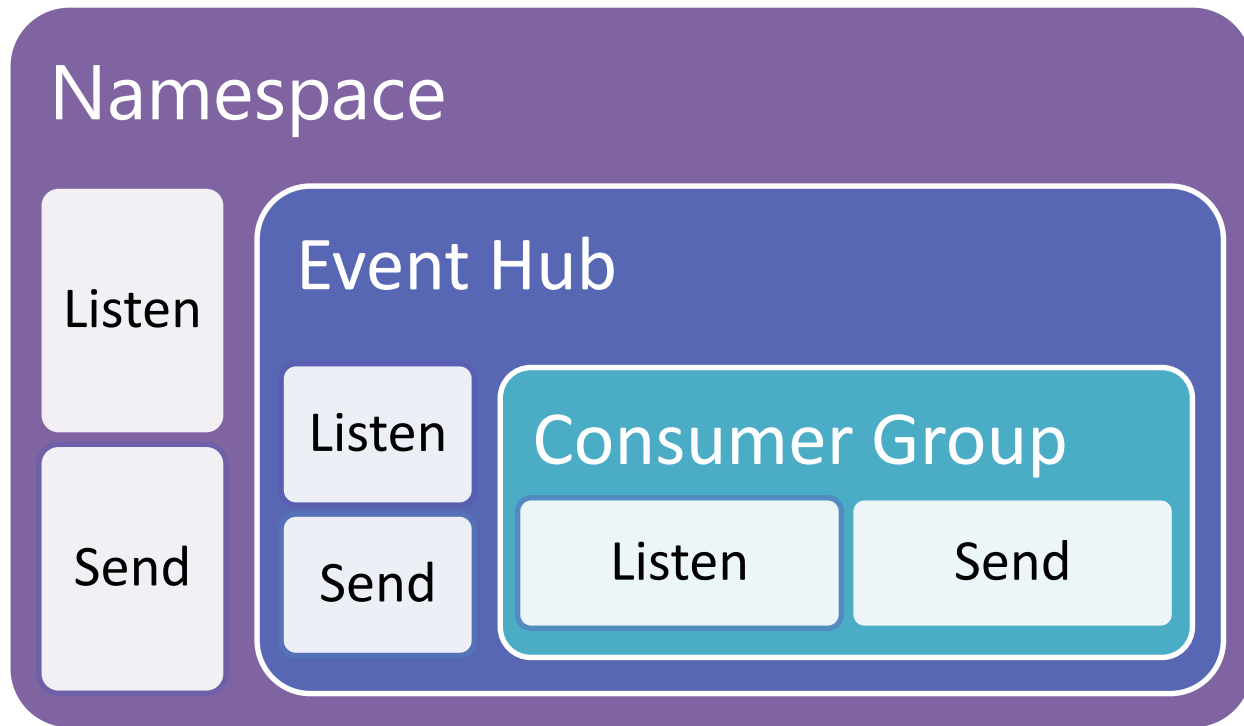 Namespace
Listen
Send
Event Hub
Listen
Send
Consumer Group
Listen
Send